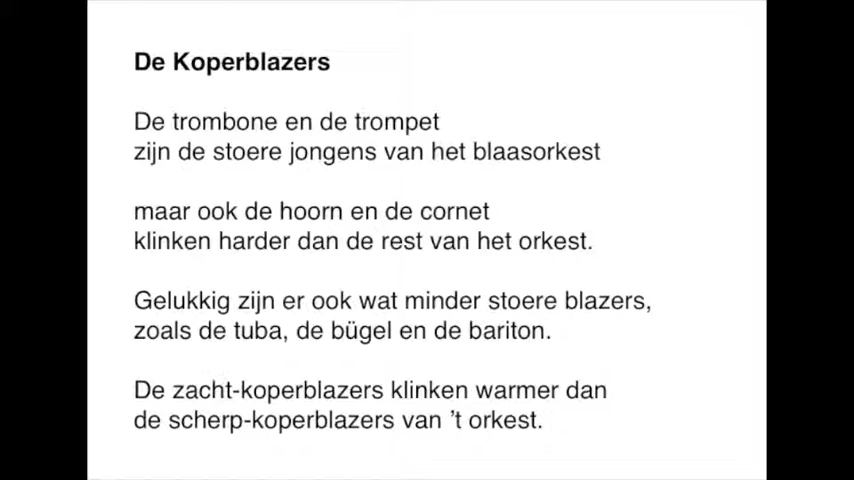 De Koperblazers
De trombone en de trompet
zijn de stoere jongens van het blaasorkest
maar ook de hoorn en de cornet
klinken harder dan de rest van het orkest.
Gelukkig zijn er ook wat minder stoere blazers,
zoals de tuba, de bügel en de bariton.
De zacht-koperblazers klinken warmer dan
de scherp-koperblazers van ’t orkest.